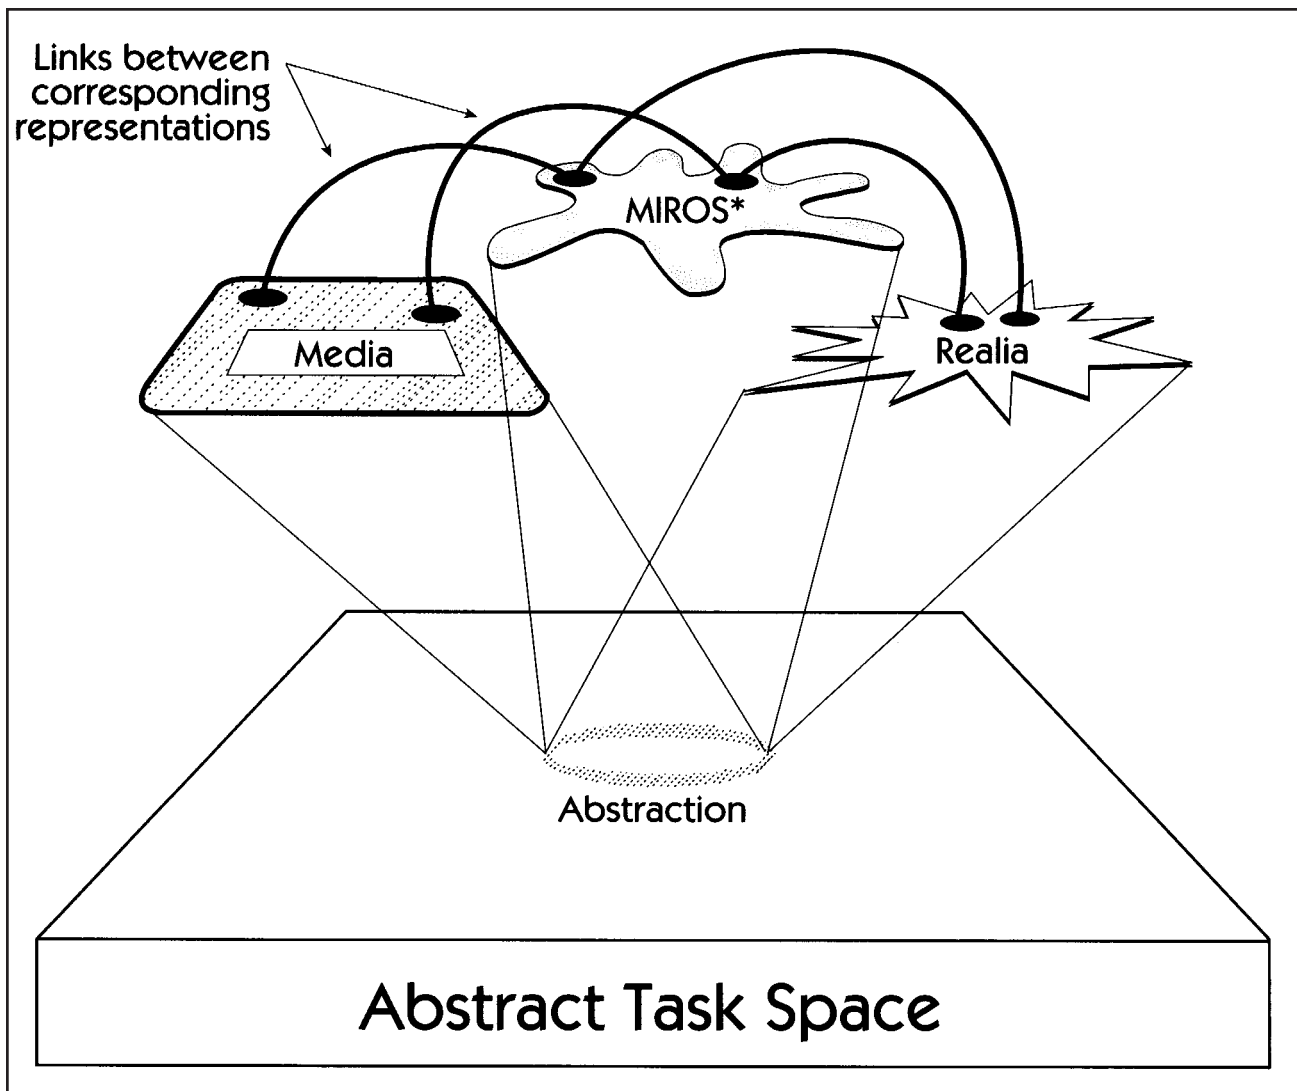 Links between
corresponding
representations
MIROS*
Media
Realia
Abstraction
Abstract Task Space